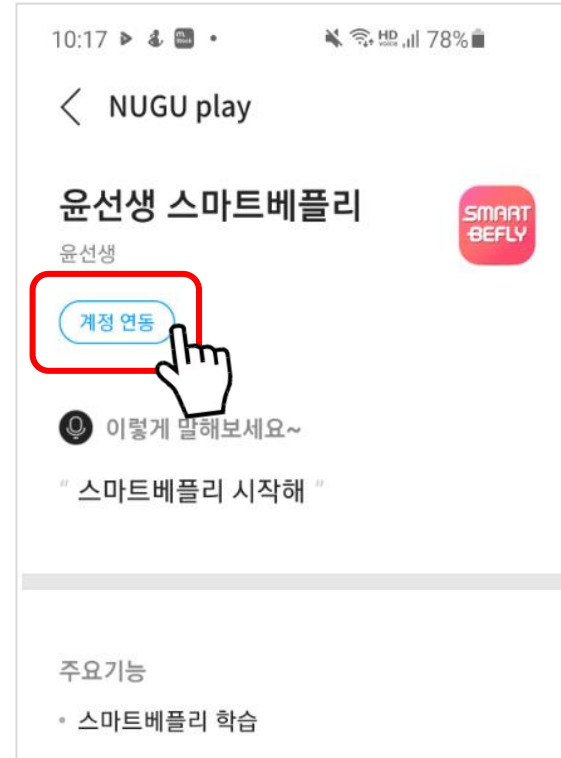 10:17 HD voice 78%
NUGU play
윤선생 스마트베플리
SMART
BEFLY
윤선생
계정 연동
이렇게 말해보세요~
" 스마트베플리 시작해 "
주요기능
• 스마트베플리 학습